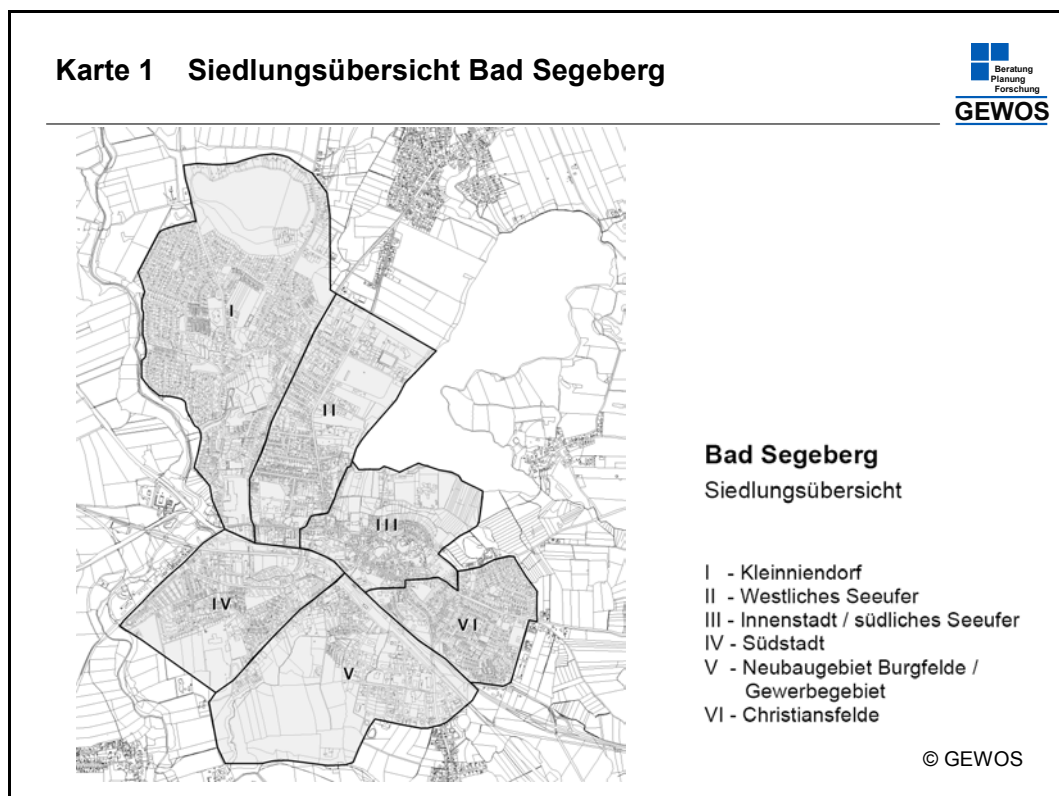 Karte 1 Siedlungsübersicht Bad Segeberg
Beratung
Planung
Forschung
GEWOS
I
II
III
IV
V
VI
Bad Segeberg
Siedlungsübersicht
I - Kleinniendorf
II - Westliches Seeufer
III - Innenstadt / südliches Seeufer
IV - Südstadt
V - Neubaugebiet Burgfelde /
Gewerbegebiet
VI - Christiansfelde
© GEWOS